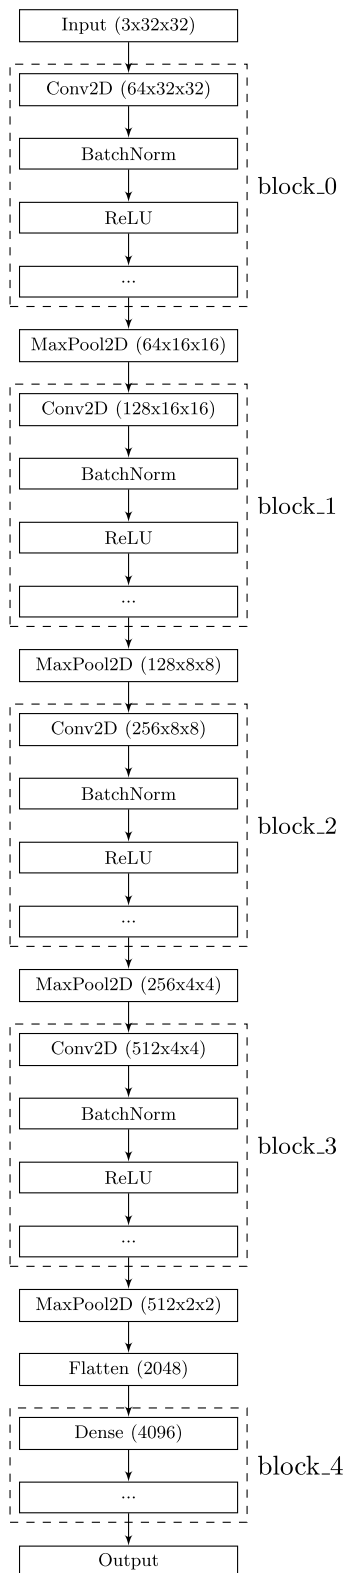 Input (3x32x32)
Conv2D (64x32x32)
BatchNorm
block_0
ReLU
...
MaxPool2D (64x16x16)
Conv2D (128x16x16)
BatchNorm
block_1
ReLU
...
MaxPool2D (128x8x8)
Conv2D (256x8x8)
BatchNorm
block_2
ReLU
...
MaxPool2D (256x4x4)
Conv2D (512x4x4)
BatchNorm
block_3
ReLU
...
MaxPool2D (512x2x2)
Flatten (2048)
Dense (4096)
block_4
...
Output